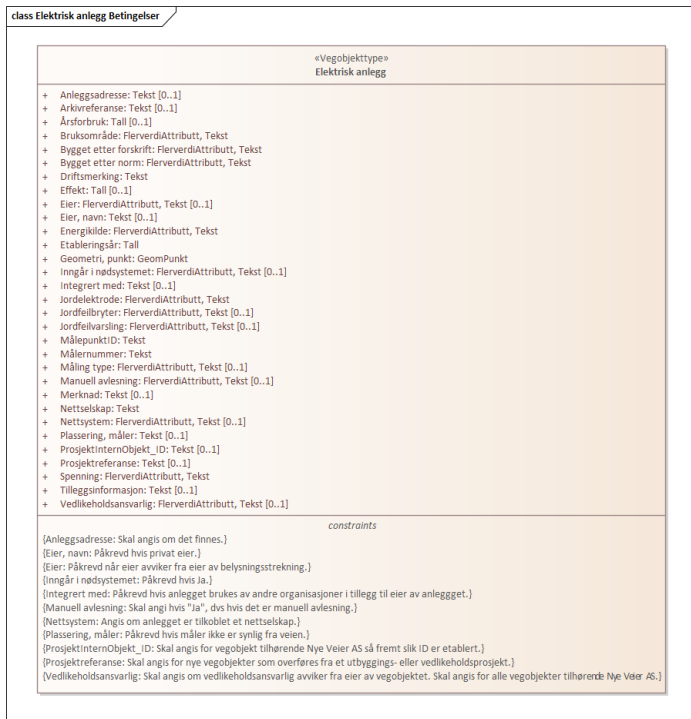 class Elektrisk anlegg Betingelser
«Vegobjekttype»
Elektrisk anlegg
+ Anleggsadresse: Tekst [0..1]
+ Arkivreferanse: Tekst [0..1]
+ Årsforbruk: Tall [0..1]
+ Bruksområde: FlerverdiAttributt, Tekst
+ Bygget etter forskrift: FlerverdiAttributt, Tekst
+ Bygget etter norm: FlerverdiAttributt, Tekst
+ Driftsmerking: Tekst
+ Effekt: Tall [0..1]
+ Eier: FlerverdiAttributt, Tekst [0..1]
+ Eier, navn: Tekst [0..1]
+ Energikilde: FlerverdiAttributt, Tekst
+ Etableringsår: Tall
+ Geometri, punkt: GeomPunkt
+ Inngår i nødsystemet: FlerverdiAttributt, Tekst [0..1]
+ Integrert med: Tekst [0..1]
+ Jordelektrode: FlerverdiAttributt, Tekst
+ Jordfeilbryter: FlerverdiAttributt, Tekst [0..1]
+ Jordfeilvarsling: FlerverdiAttributt, Tekst [0..1]
+ MålepunktID: Tekst
+ Målernummer: Tekst
+ Måling type: FlerverdiAttributt, Tekst [0..1]
+ Manuell avlesning: FlerverdiAttributt, Tekst [0..1]
+ Merknad: Tekst [0..1]
+ Nettselskap: Tekst
+ Nettsystem: FlerverdiAttributt, Tekst [0..1]
+ Plassering, måler: Tekst [0..1]
+ ProsjektInternObjekt_ID: Tekst [0..1]
+ Prosjektreferanse: Tekst [0..1]
+ Spenning: FlerverdiAttributt, Tekst
+ Tilleggsinformasjon: Tekst [0..1]
+ Vedlikeholdsansvarlig: FlerverdiAttributt, Tekst [0..1]
constraints
{Anleggsadresse: Skal angis om det finnes.}
{Eier, navn: Påkrevd hvis privat eier.}
{Eier: Påkrevd når eier avviker fra eier av belysningsstrekning.}
{Inngår i nødsystemet: Påkrevd hvis Ja.}
{Integrert med: Påkrevd hvis anlegget brukes av andre organisasjoner i tillegg til eier av anleggget.}
{Manuell avlesning: Skal angi hvis "Ja", dvs hvis det er manuell avlesning.}
{Nettsystem: Angis om anlegget er tilkoblet et nettselskap.}
{Plassering, måler: Påkrevd hvis måler ikke er synlig fra veien.}
{ProsjektInternObjekt_ID: Skal angis for vegobjekt tilhørende Nye Veier AS så fremt slik ID er etablert.}
{Prosjektreferanse: Skal angis for nye vegobjekter som overføres fra et utbyggings- eller vedlikeholdsprosjekt.}
{Vedlikeholdsansvarlig: Skal angis om vedlikeholdsansvarlig avviker fra eier av vegobjektet. Skal angis for alle vegobjekter tilhørende Nye Veier AS.}